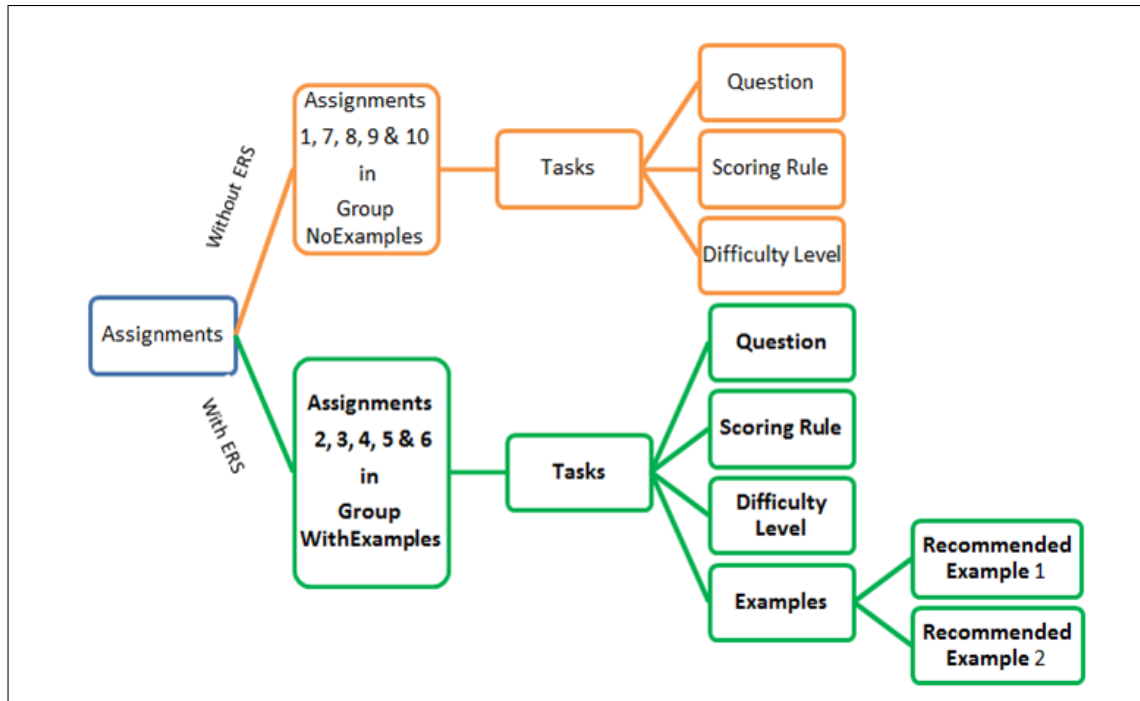 Without ERS
Assignments
1, 7, 8, 9 & 10
in
Group
NoExamples
Tasks
Question
Scoring Rule
Difficulty Level
Assignments
With ERS
Assignments
2, 3, 4, 5 & 6
in
Group
WithExamples
Tasks
Question
Scoring Rule
Difficulty
Level
Examples
Recommended
Example 1
Recommended
Example 2